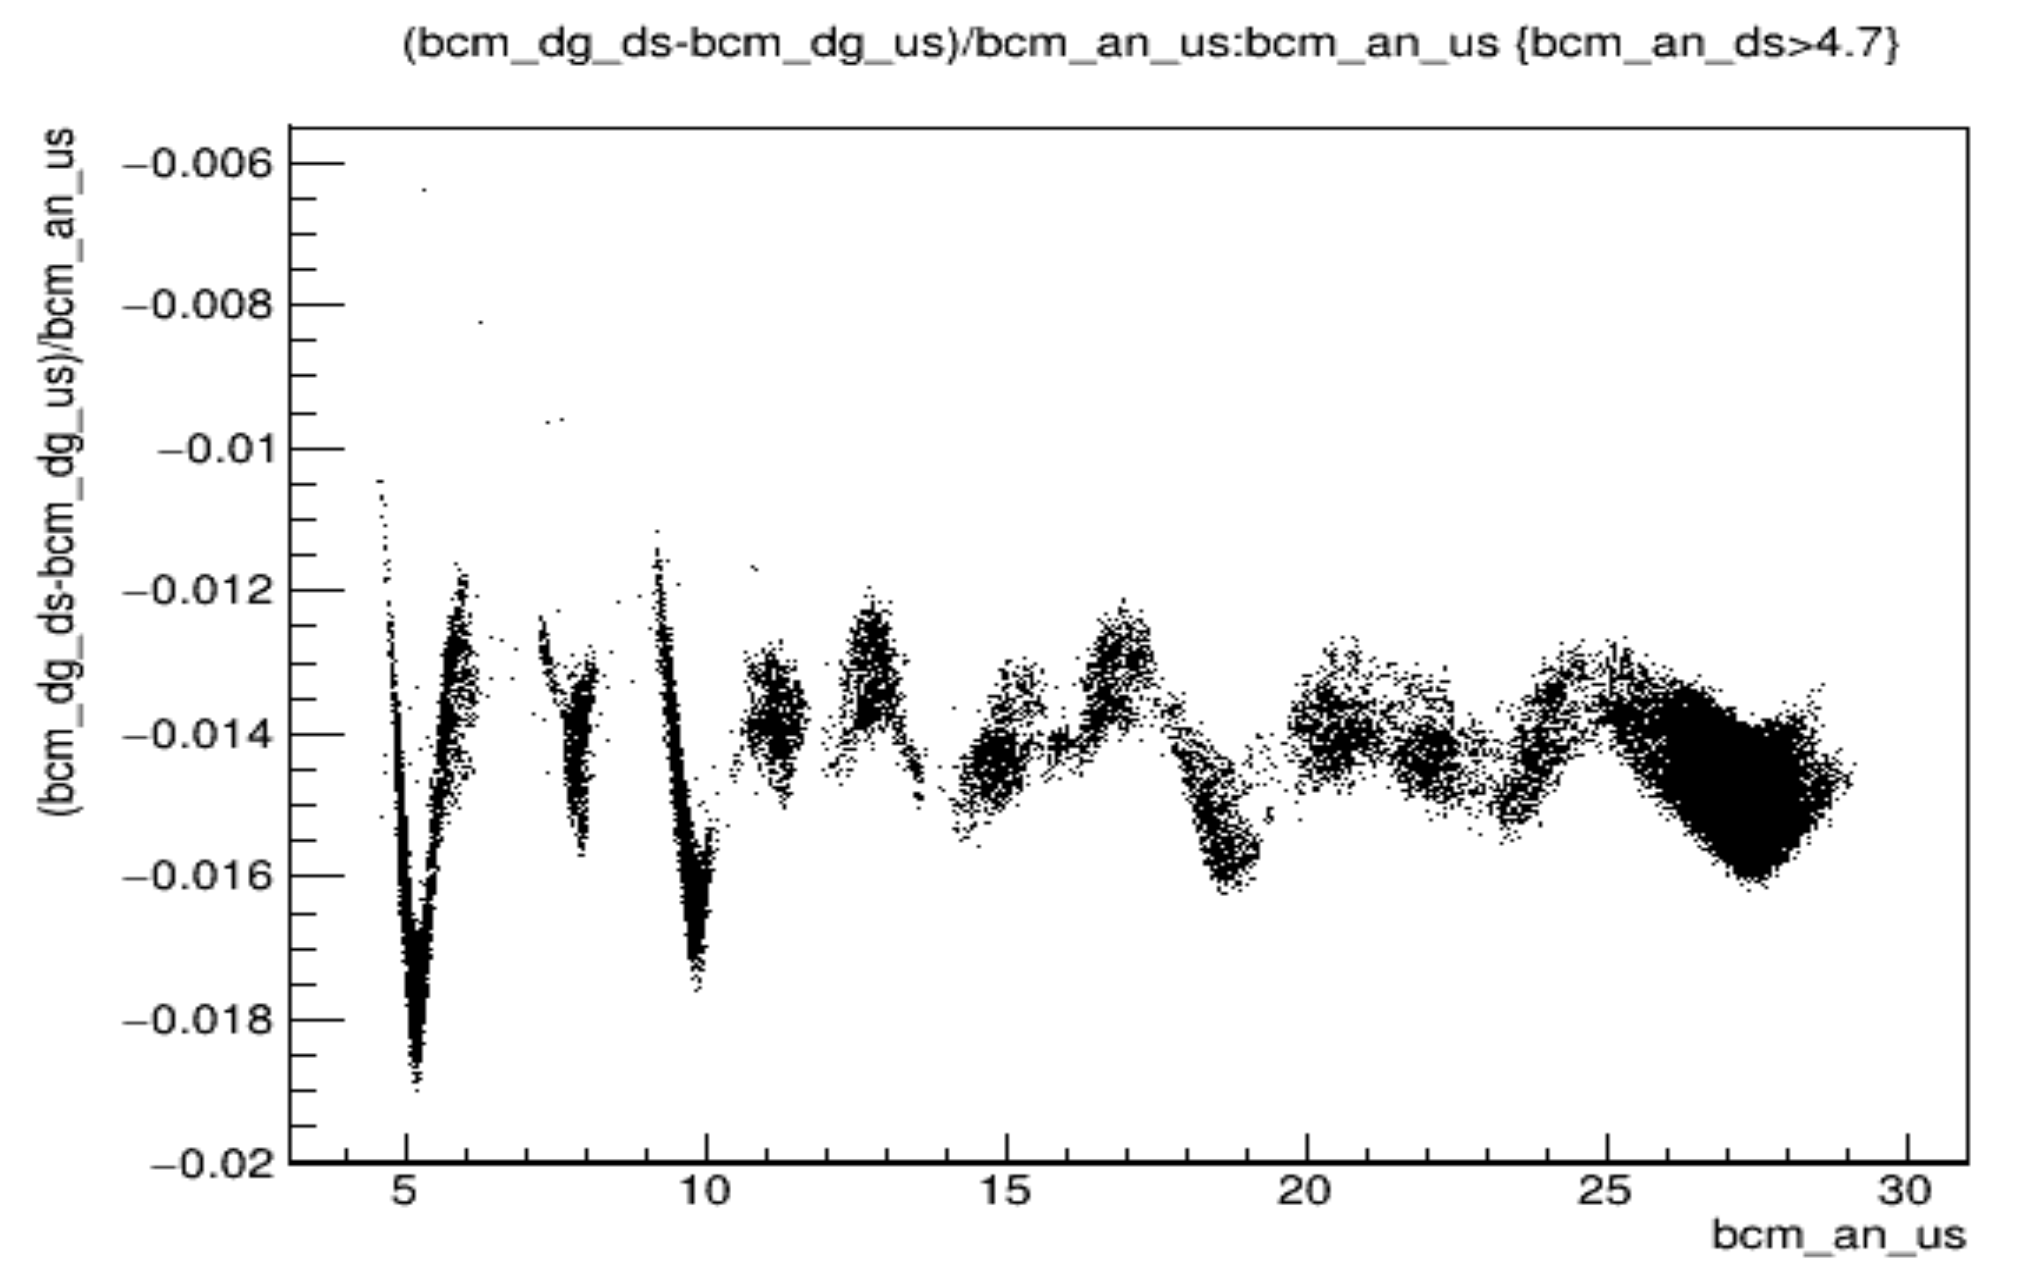 (bcm_dg_ds-bcm_dg_us)/bcm_an_us:bcm_an_us {bcm_an_ds>4.7}
(bcm_dg_ds-bcm_dg_us)/bcm_an_us
−0.006
−0.008
−0.01
−0.012
−0.014
−0.016
−0.018
−0.02
5 10 15 20 25 30
bcm_an_us